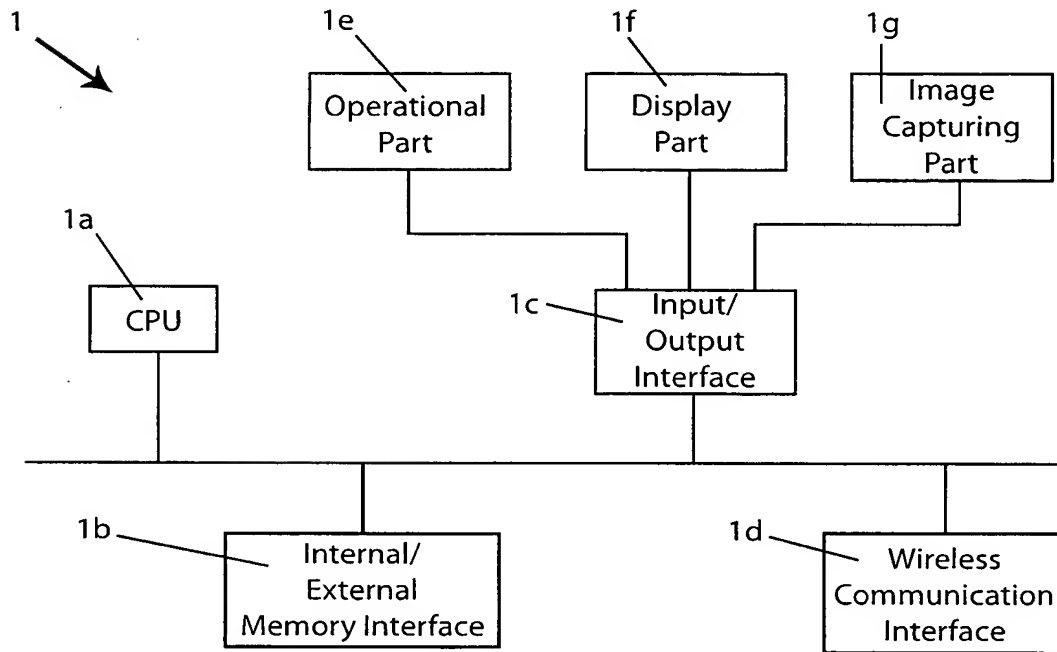 1
1e
1f
1g
Operational
Part
Display
Part
Image
Capturing
Part
1a
CPU
1c
Input/
Output
Interface
1b
Internal/
External
Memory Interface
1d
Wireless
Communication
Interface